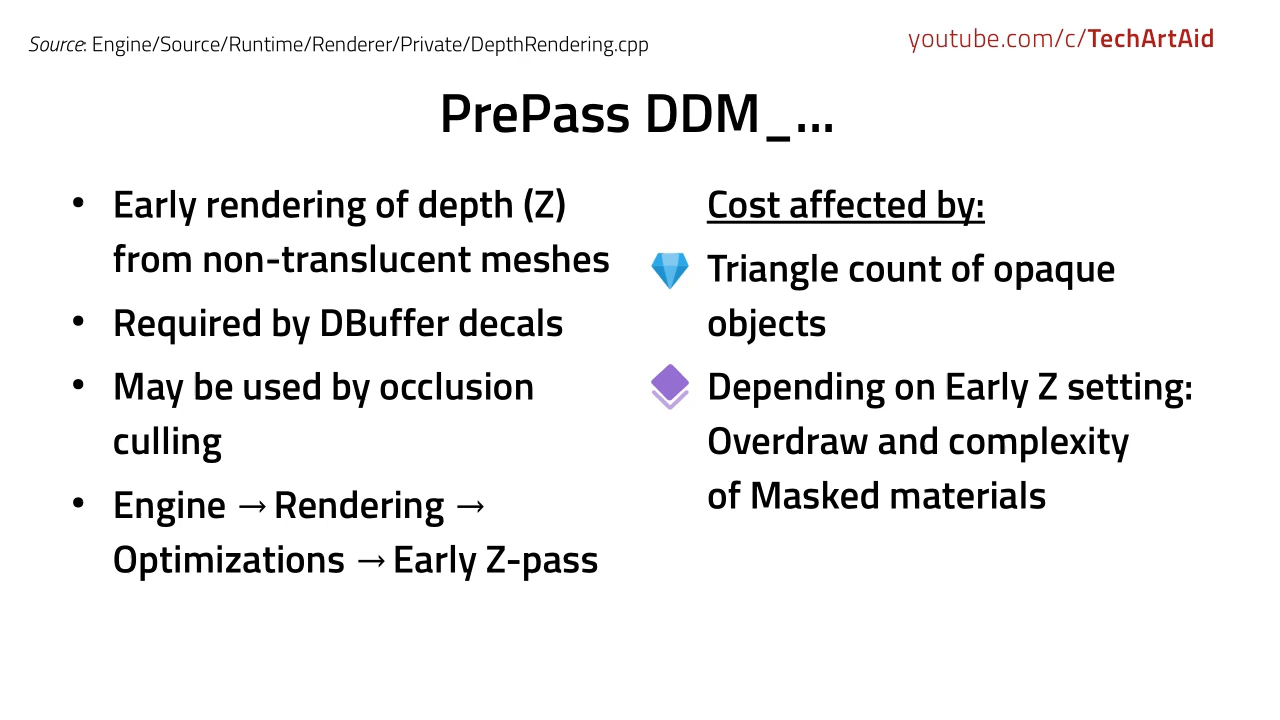 Source: Engine/Source/Runtime/Renderer/Private/DepthRendering.cpp
youtube.com/c/TechArtAid
PrePass DDM_...
• Early rendering of depth (Z)
from non-translucent meshes
• Required by DBuffer decals
• May be used by occlusion
culling
• Engine → Rendering →
Optimizations → Early Z-pass
Cost affected by:
Triangle count of opaque
objects
Depending on Early Z setting:
Overdraw and complexity
of Masked materials